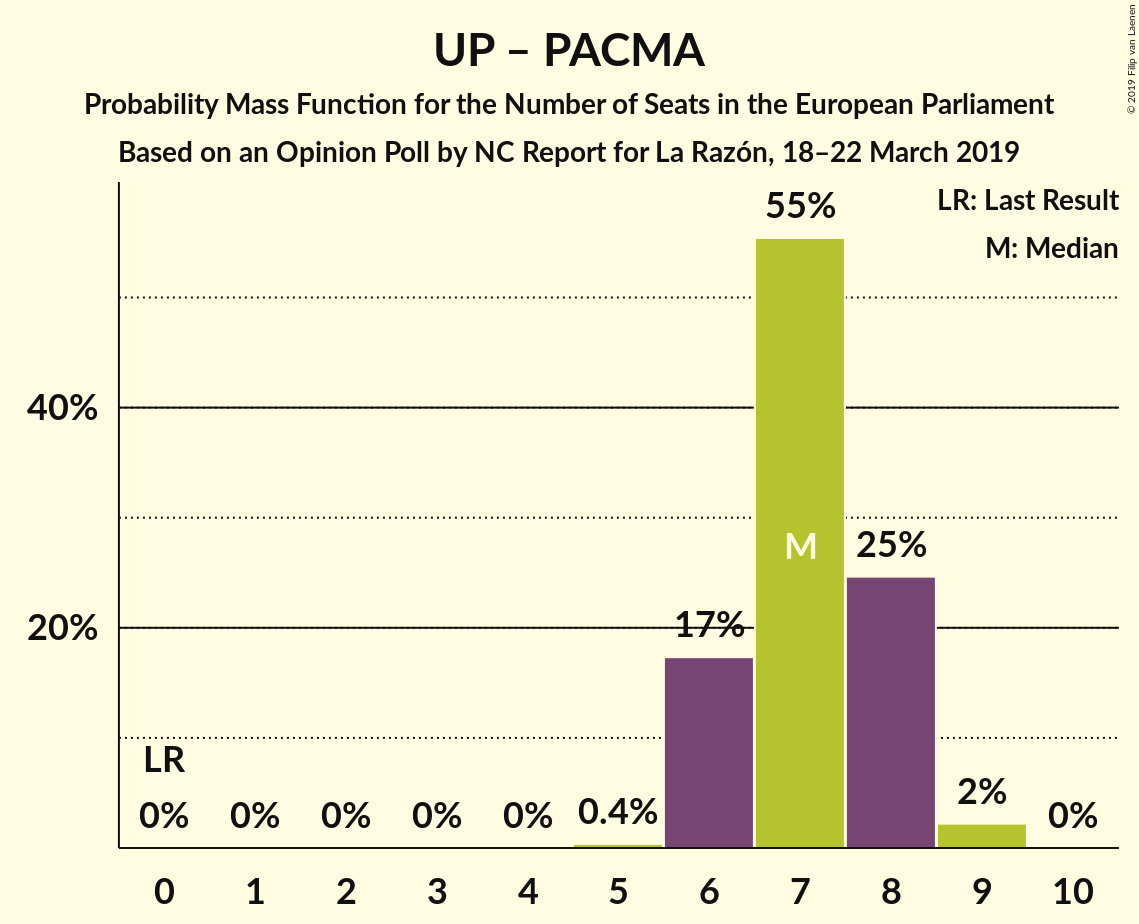 UP – PACMA
Probability Mass Function for the Number of Seats in the European Parliament
Based on an Opinion Poll by NC Report for La Razón, 18–22 March 2019
© 2019 Filip van Laenen
LR: Last Result
M: Median
55%
40%
M
25%
20%
17%
LR
0%
0%
0%
0%
0%
0.4%
2%
0%
0 1 2 3 4 5 6 7 8 9 10